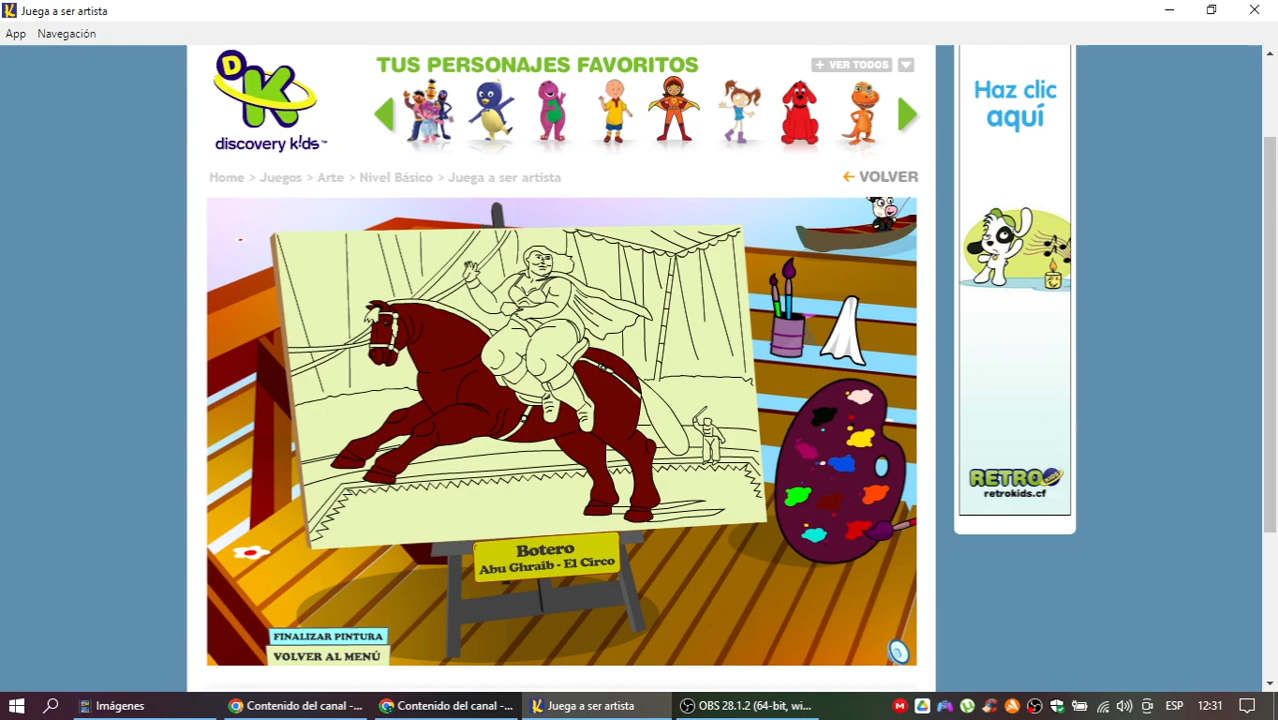 Juega a ser artista
App Navegación
D
K
discovery kids™
TUS PERSONAJES FAVORITOS
+ VER TODOS
Home > Juegos > Arte > Nivel Básico > Juega a ser artista
VOLVER
Botero
Abu Ghraib - El Circo
FINALIZAR PINTURA
VOLVER AL MENÚ
Haz clic
aquí
RETRO
retrokids.cf
Imágenes
Contenido del canal -...
Contenido del canal -...
Juega a ser artista
OBS 28.1.2 (64-bit, wi...
ESP
12:31